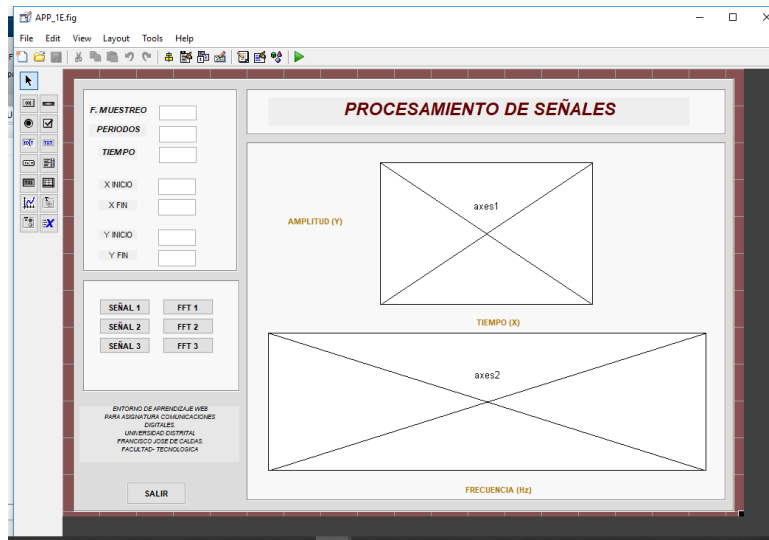 APP_1E.fig
File Edit View Layout Tools Help
PROCESAMIENTO DE SEÑALES
F. MUESTREO
PERIODOS
TIEMPO
X INICIO
X FIN
Y INICIO
Y FIN
SEÑAL 1 FFT 1
SEÑAL 2 FFT 2
SEÑAL 3 FFT 3
ENTORNO DE APRENDIZAJE WEB
PARA ASIGNATURA COMUNICACIONES
DIGITALES.
UNIVERSIDAD DISTRITAL
FRANCISCO JOSE DE CALDAS.
FACULTAD- TECNOLOGICA
SALIR
axes1
AMPLITUD (Y)
TIEMPO (X)
axes2
FRECUENCIA (Hz)